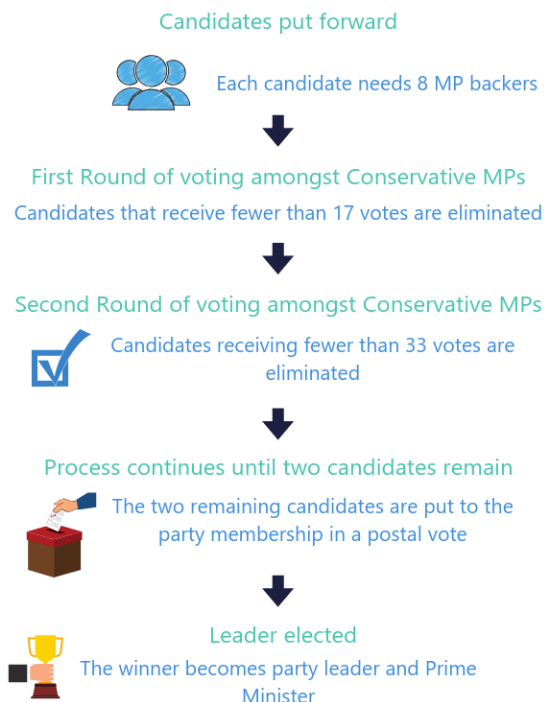 Candidates put forward
Each candidate needs 8 MP backers
First Round of voting amongst Conservative MPs
Candidates that receive fewer than 17 votes are eliminated
Second Round of voting amongst Conservative MPs
Candidates receiving fewer than 33 votes are
eliminated
Process continues until two candidates remain
The two remaining candidates are put to the
party membership in a postal vote
Leader elected
The winner becomes party leader and Prime
Minister